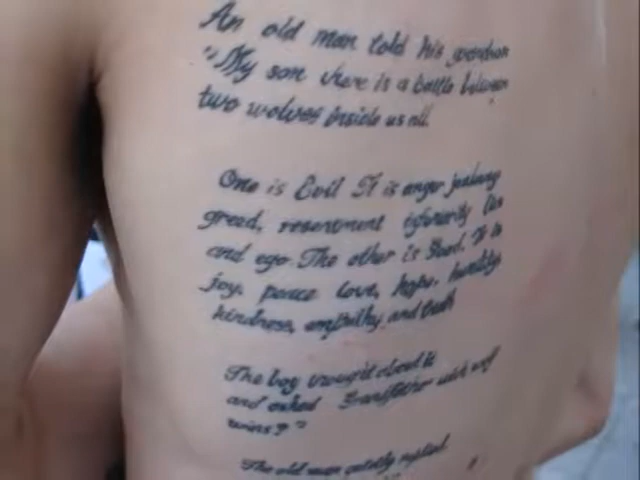 An old man told his grandson
"My son there is a battle between
two wolves inside us all.
One is Evil It is anger jealousy
greed, resentment inferiority lies
and ego The other is Good. It is
joy, peace love, hope, humility
kindness, empathy and truth
The boy thought about it
and asked Grandfather which wolf
wins?"
The old man quietly replied